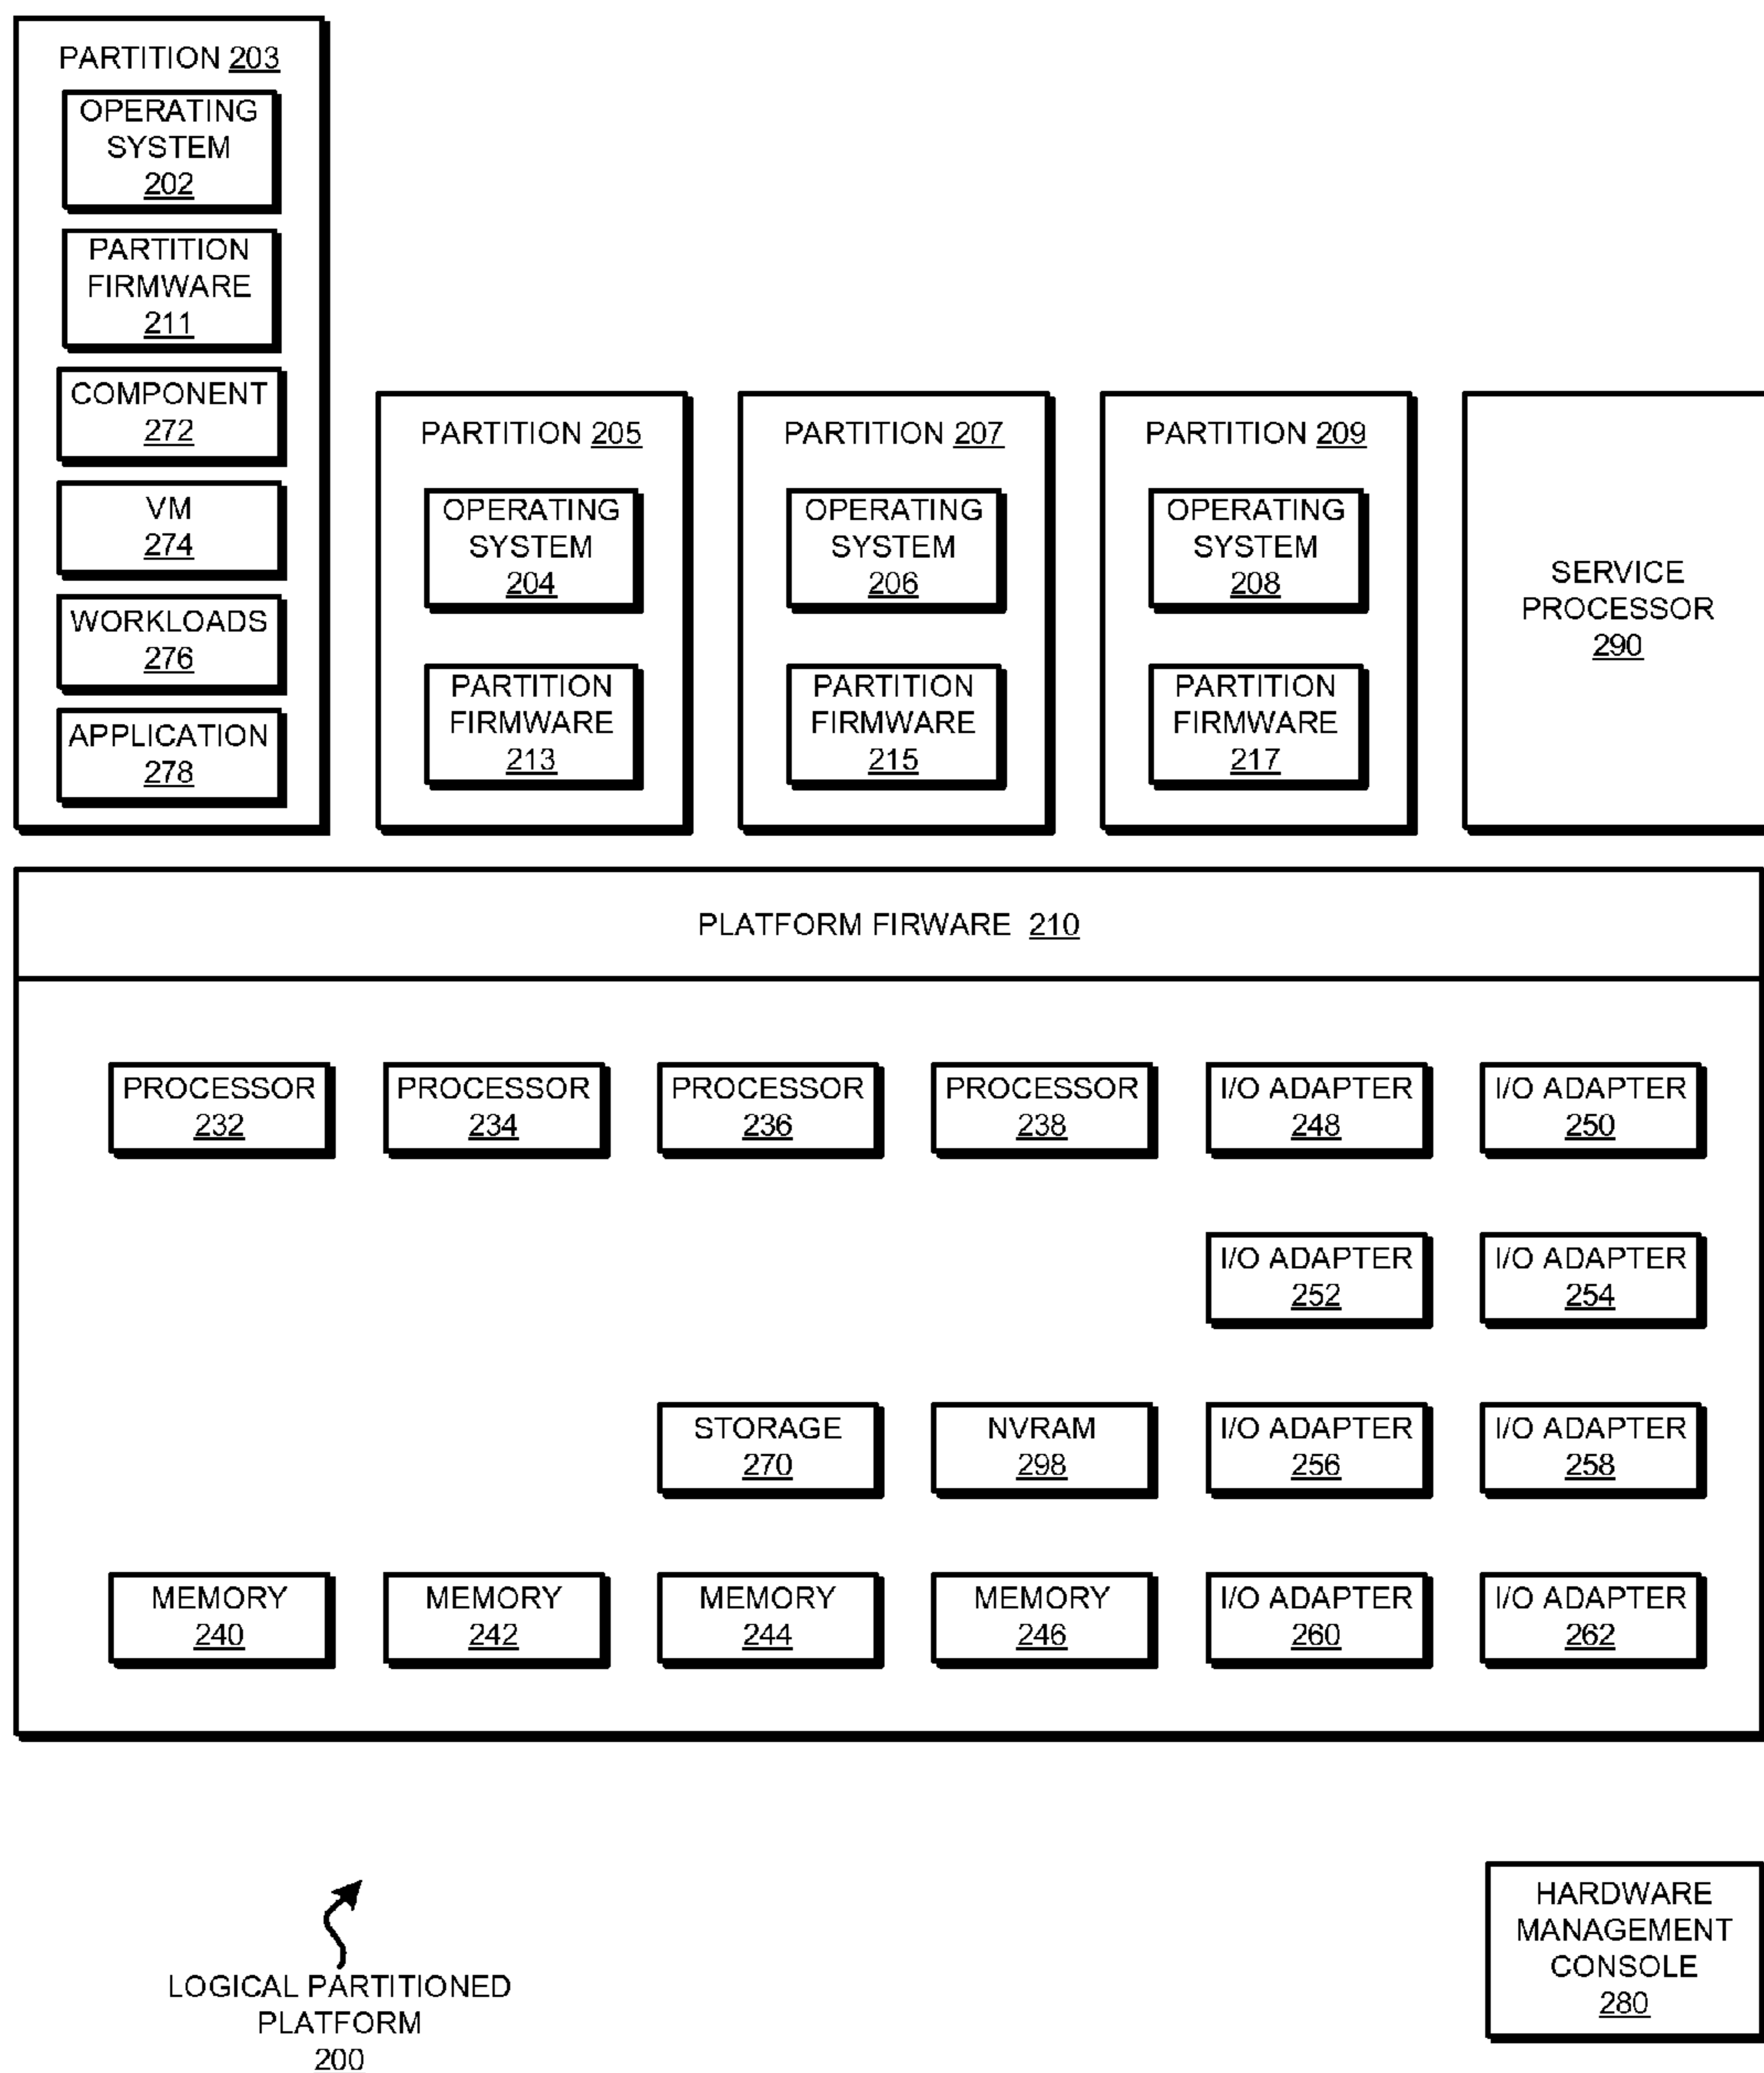 PARTITION 203
OPERATING
SYSTEM
202
PARTITION
FIRMWARE
211
COMPONENT
272
VM
274
WORKLOADS
276
APPLICATION
278
PARTITION 205
OPERATING
SYSTEM
204
PARTITION
FIRMWARE
213
PARTITION 207
OPERATING
SYSTEM
206
PARTITION
FIRMWARE
215
PARTITION 209
OPERATING
SYSTEM
208
PARTITION
FIRMWARE
217
SERVICE
PROCESSOR
290
PLATFORM FIRWARE 210
PROCESSOR
232
PROCESSOR
234
PROCESSOR
236
PROCESSOR
238
I/O ADAPTER
248
I/O ADAPTER
250
I/O ADAPTER
252
I/O ADAPTER
254
STORAGE
270
NVRAM
298
I/O ADAPTER
256
I/O ADAPTER
258
MEMORY
240
MEMORY
242
MEMORY
244
MEMORY
246
I/O ADAPTER
260
I/O ADAPTER
262
LOGICAL PARTITIONED
PLATFORM
200
HARDWARE
MANAGEMENT
CONSOLE
280